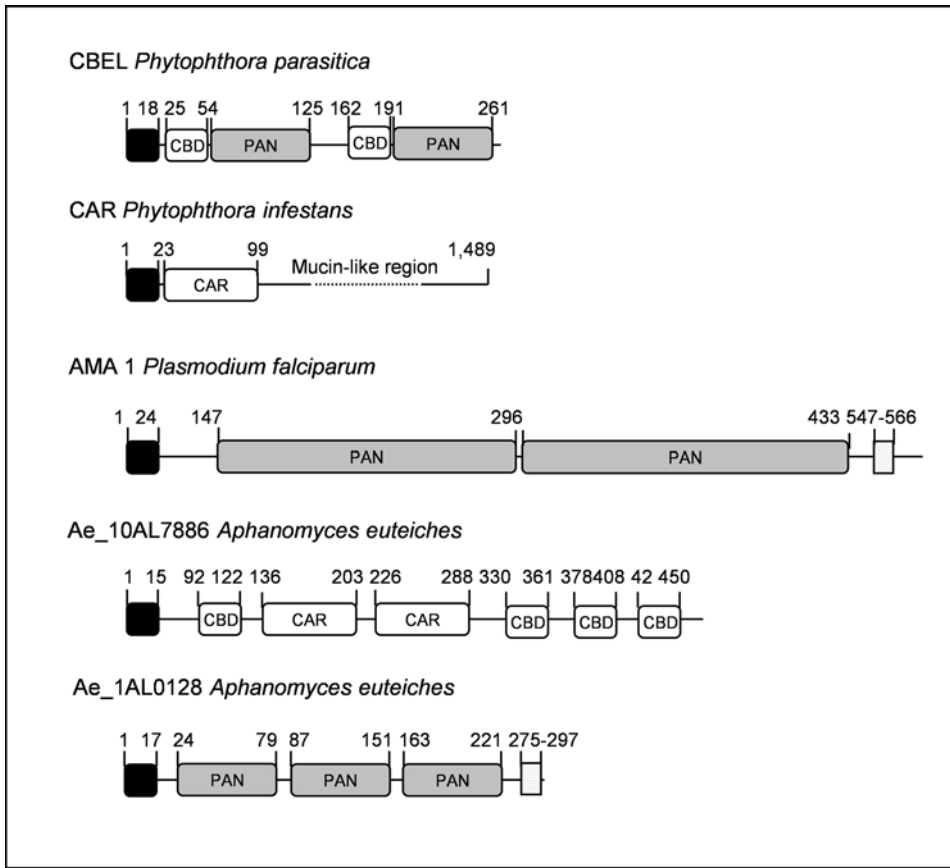 CBEL Phytophthora parasitica
1 18 25 54 125 162 191 261
CBD PAN CBD PAN
CAR Phytophthora infestans
1 23 99 1,489
Mucin-like region
CAR
AMA 1 Plasmodium falciparum
1 24 147 296 433 547-566
PAN PAN
Ae_10AL7886 Aphanomyces euteiches
1 15 92 122 136 203 226 288 330 361 378408 42 450
CBD CAR CAR CBD CBD CBD
Ae_1AL0128 Aphanomyces euteiches
1 17 24 79 87 151 163 221 275-297
PAN PAN PAN